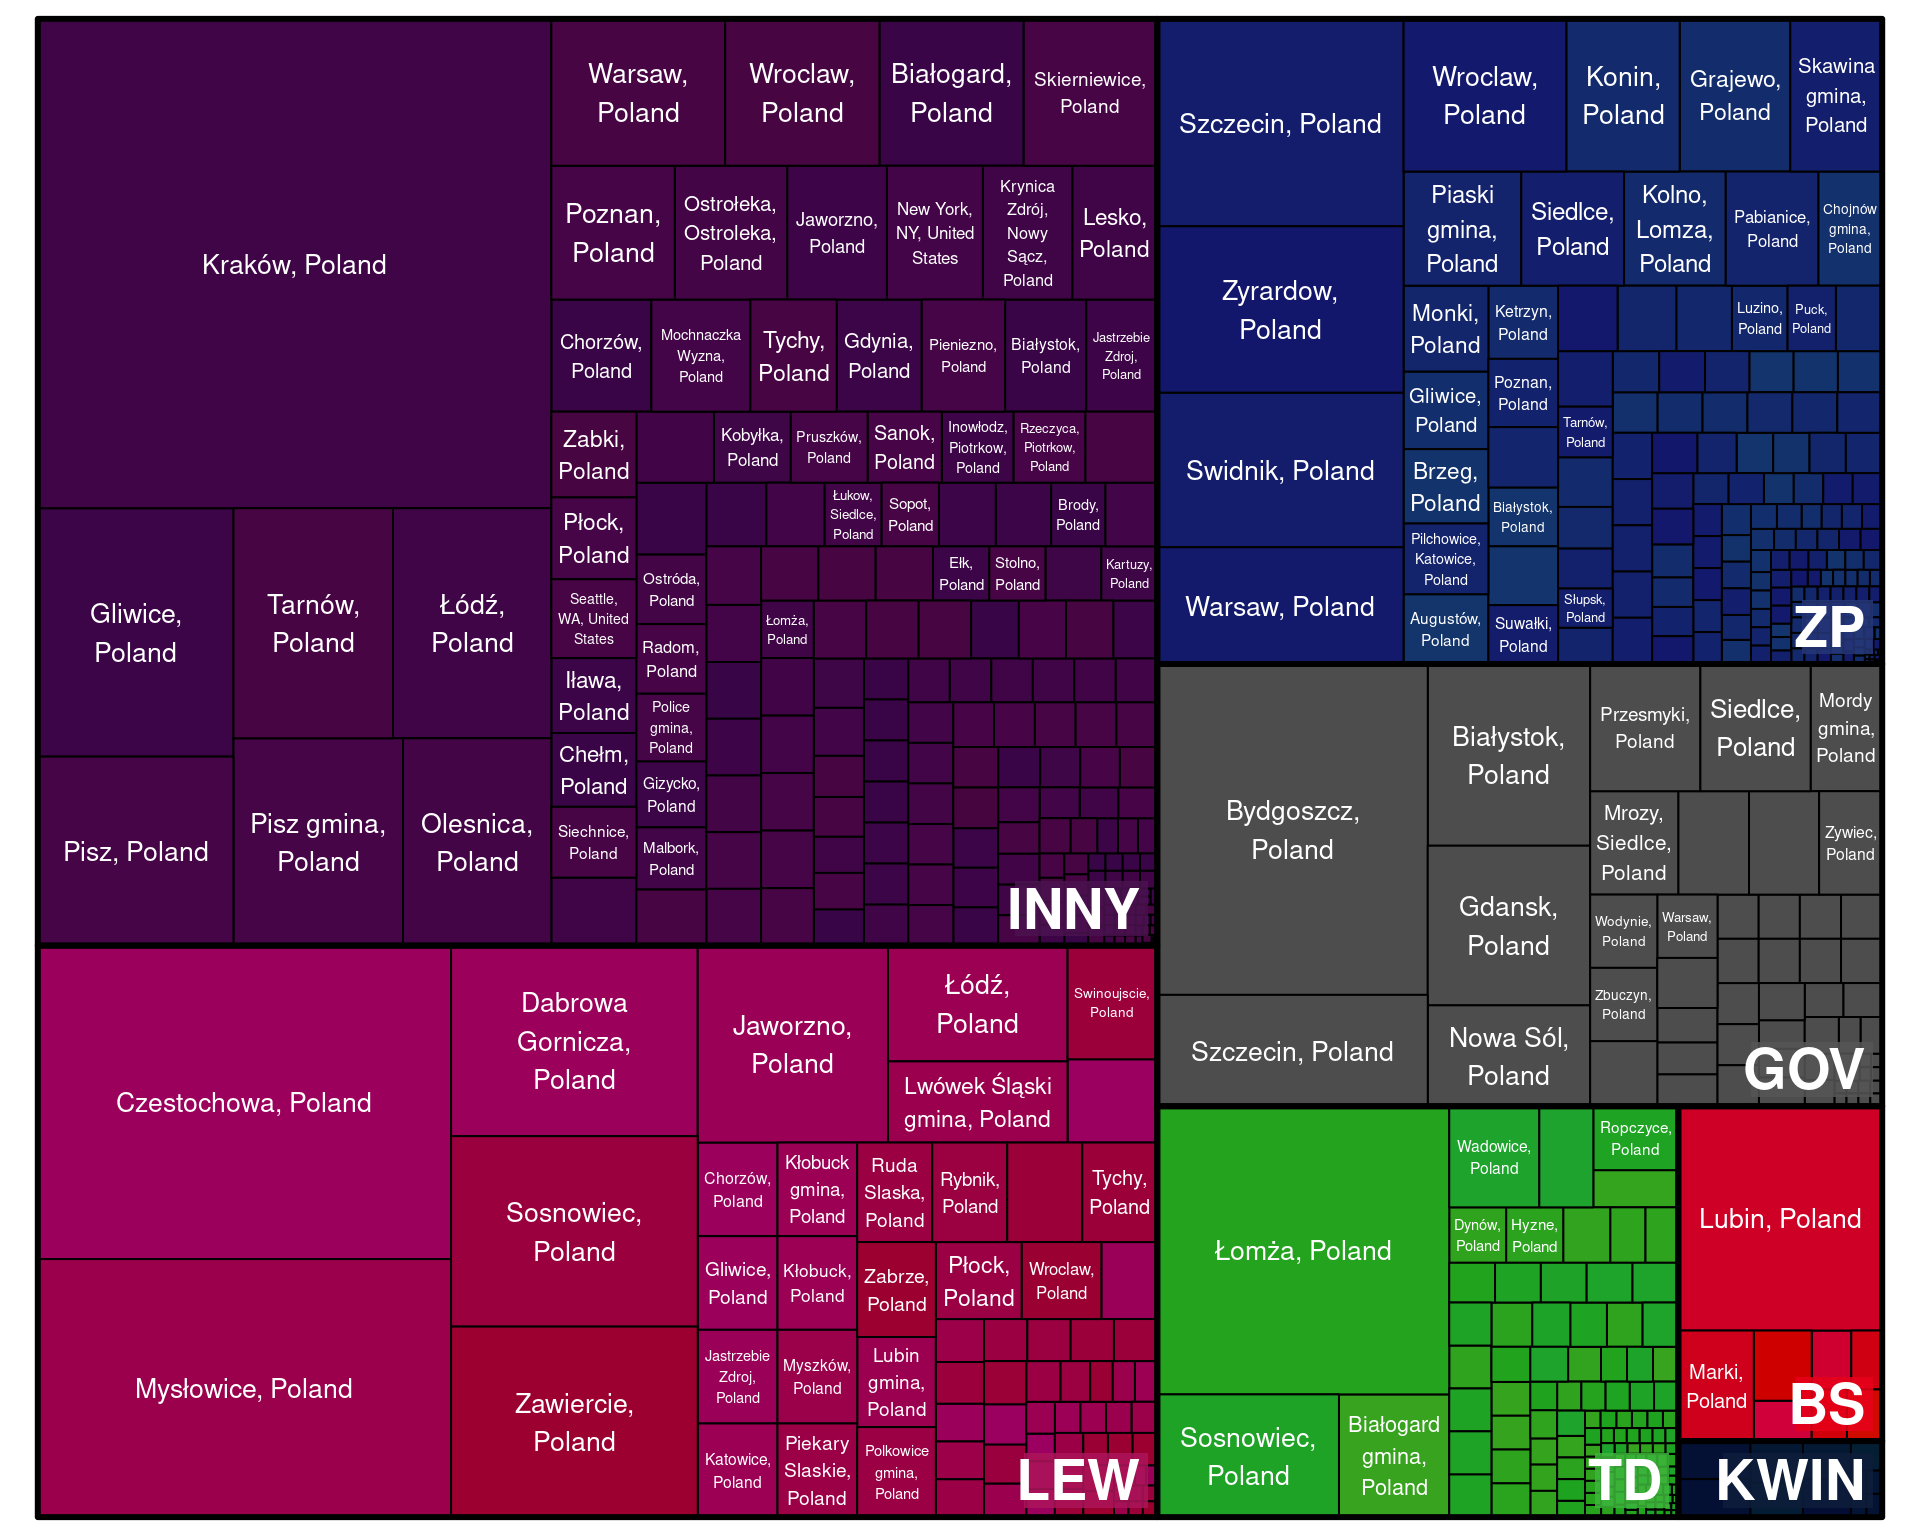 Kraków, Poland
Gliwice,
Poland
Tarnów,
Poland
Łódź,
Poland
Pisz, Poland
Pisz gmina,
Poland
Olesnica,
Poland
Warsaw,
Poland
Wroclaw,
Poland
Białogard,
Poland
Skierniewice,
Poland
Poznan,
Poland
Ostrołeka,
Ostroleka,
Poland
Jaworzno,
Poland
New York,
NY, United
States
Krynica
Zdrój,
Nowy
Sącz,
Poland
Lesko,
Poland
Chorzów,
Poland
Mochnaczka
Wyzna,
Poland
Tychy,
Poland
Gdynia,
Poland
Pieniezno,
Poland
Białystok,
Poland
Jastrzebie
Zdroj,
Poland
Zabki,
Poland
Kobyłka,
Poland
Pruszków,
Poland
Sanok,
Poland
Inowłodz,
Piotrkow,
Poland
Rzeczyca,
Piotrkow,
Poland
Płock,
Poland
Łukow,
Siedlce,
Poland
Sopot,
Poland
Brody,
Poland
Seattle,
WA, United
States
Ostróda,
Poland
Ełk,
Poland
Stolno,
Poland
Kartuzy,
Poland
Łomża,
Poland
Radom,
Poland
Iława,
Poland
Police
gmina,
Poland
Chełm,
Poland
Gizycko,
Poland
Siechnice,
Poland
Malbork,
Poland
INNY
Szczecin, Poland
Zyrardow,
Poland
Swidnik, Poland
Warsaw, Poland
Wroclaw,
Poland
Konin,
Poland
Grajewo,
Poland
Skawina
gmina,
Poland
Piaski
gmina,
Poland
Siedlce,
Poland
Kolno,
Lomza,
Poland
Pabianice,
Poland
Chojnów
gmina,
Poland
Monki,
Poland
Ketrzyn,
Poland
Luzino,
Poland
Puck,
Poland
Gliwice,
Poland
Poznan,
Poland
Tarnów,
Poland
Brzeg,
Poland
Białystok,
Poland
Pilchowice,
Katowice,
Poland
Augustów,
Poland
Suwałki,
Poland
Słupsk,
Poland
ZP
Bydgoszcz,
Poland
Szczecin, Poland
Białystok,
Poland
Gdansk,
Poland
Nowa Sól,
Poland
Przesmyki,
Poland
Siedlce,
Poland
Mordy
gmina,
Poland
Mrozy,
Siedlce,
Poland
Zywiec,
Poland
Wodynie,
Poland
Warsaw,
Poland
Zbuczyn,
Poland
GOV
Czestochowa, Poland
Mysłowice, Poland
Dabrowa
Gornicza,
Poland
Sosnowiec,
Poland
Zawiercie,
Poland
Jaworzno,
Poland
Łódź,
Poland
Swinoujscie,
Poland
Lwówek Śląski
gmina, Poland
Chorzów,
Poland
Kłobuck
gmina,
Poland
Ruda
Slaska,
Poland
Rybnik,
Poland
Tychy,
Poland
Gliwice,
Poland
Kłobuck,
Poland
Zabrze,
Poland
Płock,
Poland
Wroclaw,
Poland
Jastrzebie
Zdroj,
Poland
Myszków,
Poland
Lubin
gmina,
Poland
Katowice,
Poland
Piekary
Slaskie,
Poland
Polkowice
gmina,
Poland
LEW
Łomża, Poland
Sosnowiec,
Poland
Białogard
gmina,
Poland
Wadowice,
Poland
Ropczyce,
Poland
Dynów,
Poland
Hyzne,
Poland
TD
Lubin, Poland
Marki,
Poland
BS
KWIN